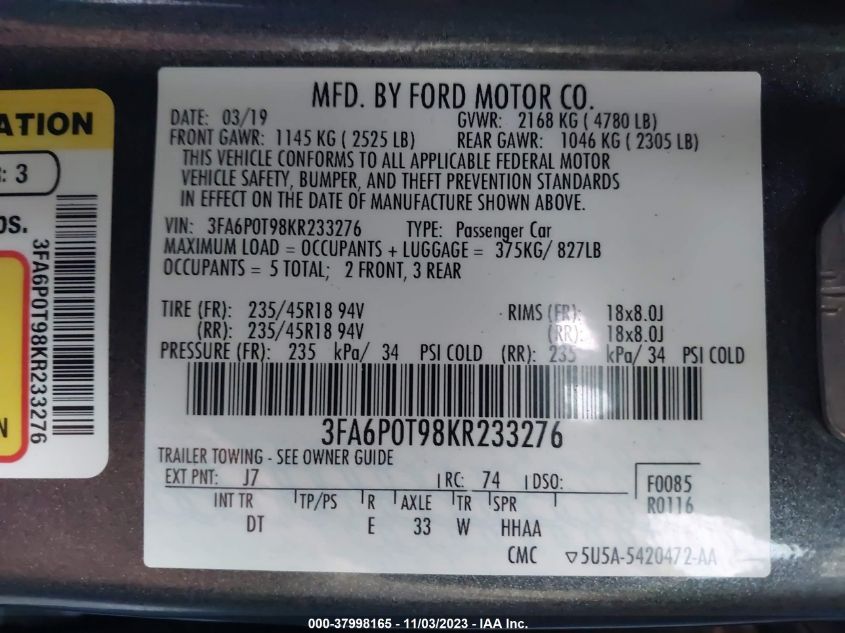 MFD. BY FORD MOTOR CO.
DATE: 03/19 GVWR: 2168 KG ( 4780 LB)
FRONT GAWR: 1145 KG ( 2525 LB) REAR GAWR: 1046 KG ( 2305 LB)
THIS VEHICLE CONFORMS TO ALL APPLICABLE FEDERAL MOTOR
VEHICLE SAFETY, BUMPER, AND THEFT PREVENTION STANDARDS
IN EFFECT ON THE DATE OF MANUFACTURE SHOWN ABOVE.
VIN: 3FA6P0T98KR233276 TYPE: Passenger Car
MAXIMUM LOAD = OCCUPANTS + LUGGAGE = 375KG/ 827LB
OCCUPANTS = 5 TOTAL; 2 FRONT, 3 REAR
TIRE (FR): 235/45R18 94V RIMS (FR): 18x8.0J
(RR): 235/45R18 94V (RR): 18x8.0J
PRESSURE (FR): 235 kPa/ 34 PSI COLD (RR): 235 kPa/ 34 PSI COLD
3FA6P0T98KR233276
TRAILER TOWING - SEE OWNER GUIDE
EXT PNT: J7 RC: 74 DSO: F0085
R0116
INT TR TP/PS R AXLE TR SPR
DT E 33 W HHAA
CMC ▽5U5A-5420472-AA
ATION
: 3
3FA6P0T98KR233276
N
000-37998165 - 11/03/2023 - IAA Inc.